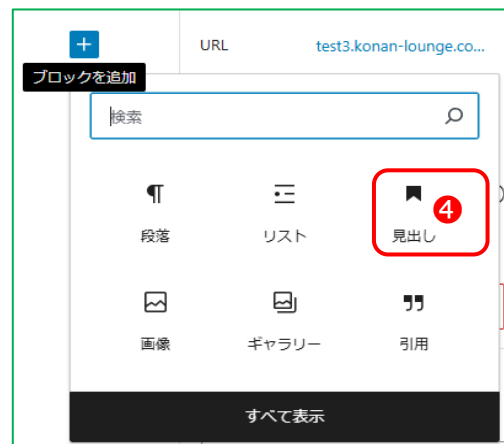 URL test3.konan-lounge.co...
ブロックを追加
検索
4
段落 リスト 見出し
画像 ギャラリー 引用
すべて表示